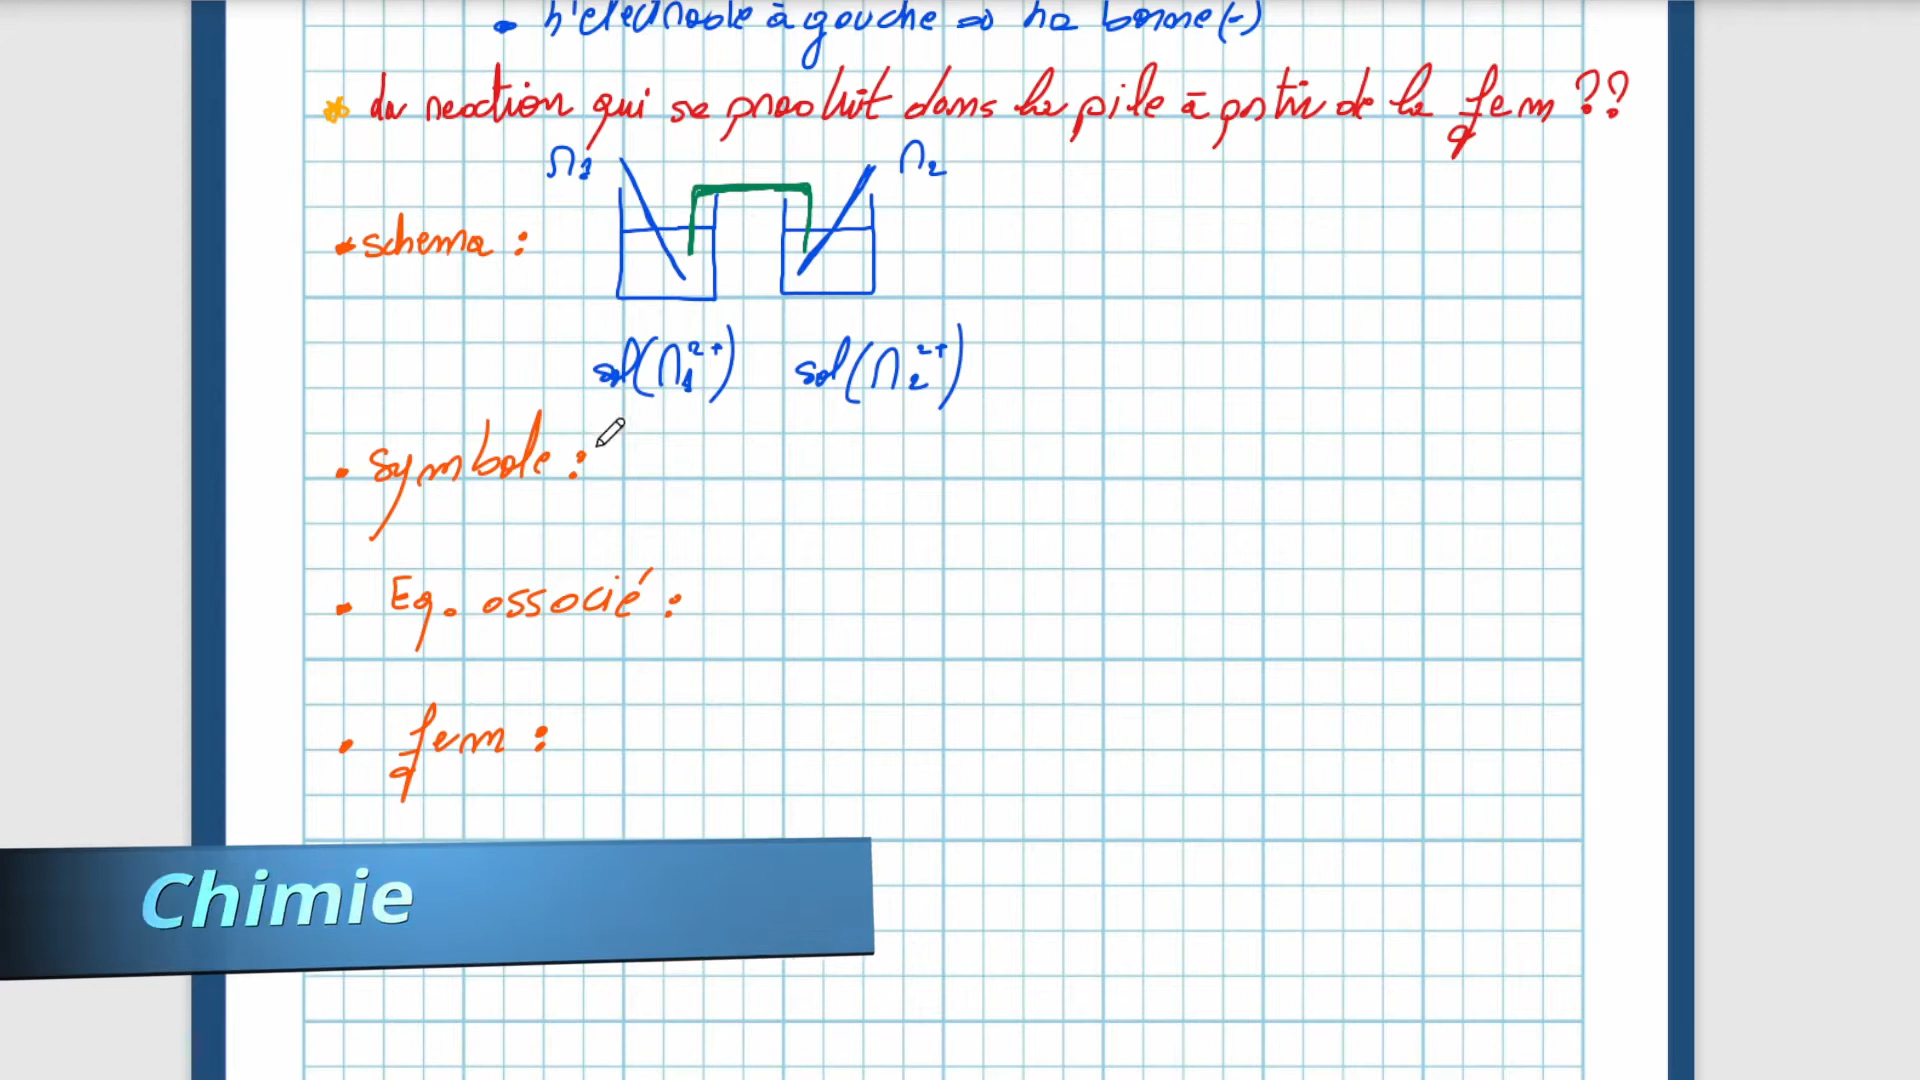 • L'électrode à gauche ⇒ la borne (-)
* La reaction qui se produit dans la pile à partir de la fem ??
M1 M2
• schema :
sol(M1²⁺) sol(M2²⁺)
• symbole :
• Eq. associé :
• fem :
Chimie